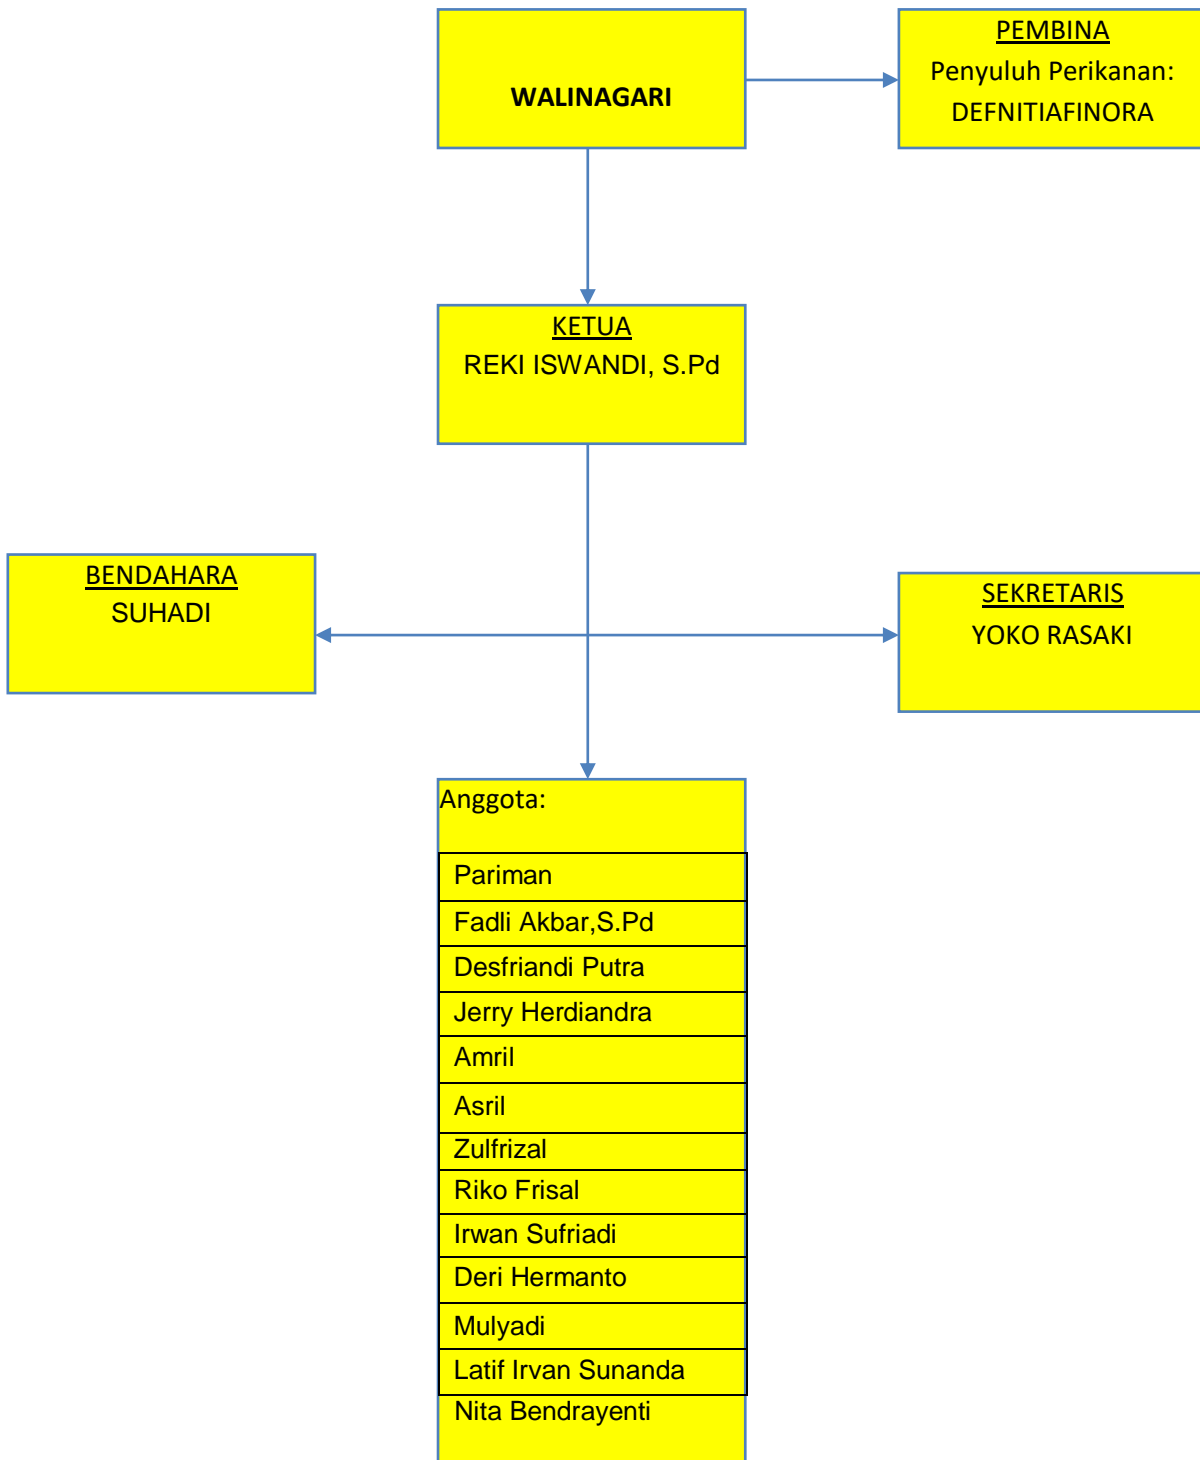 WALINAGARI
PEMBINA
Penyuluh Perikanan:
DEFNITIAFINORA
KETUA
REKI ISWANDI, S.Pd
BENDAHARA
SUHADI
SEKRETARIS
YOKO RASAKI
Anggota:
Pariman
Fadli Akbar,S.Pd
Desfriandi Putra
Jerry Herdiandra
Amril
Asril
Zulfrizal
Riko Frisal
Irwan Sufriadi
Deri Hermanto
Mulyadi
Latif Irvan Sunanda
Nita Bendrayenti